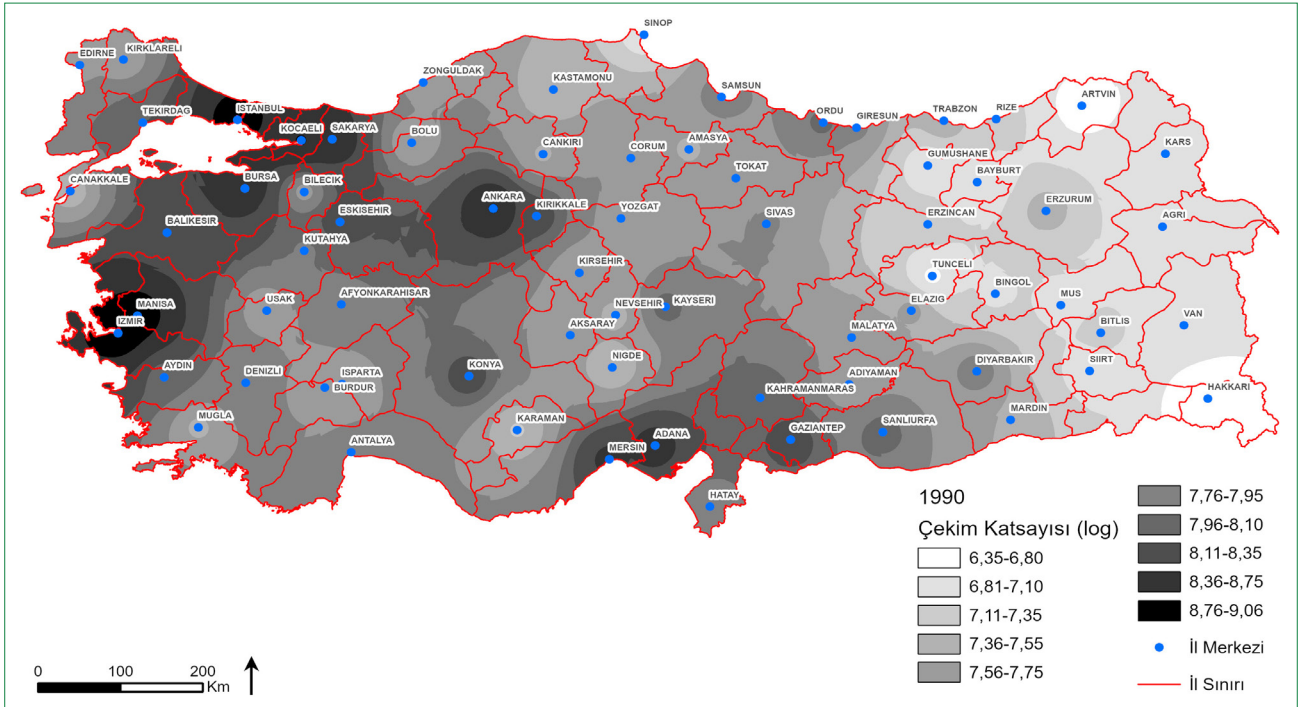 SINOP
EDIRNE
KIRKLARELI
ZONGULDAK
KASTAMONU
SAMSUN
ARTVIN
TEKIRDAG
ISTANBUL
ORDU
GIRESUN
TRABZON
RIZE
KOCAELI
SAKARYA
BOLU
CANKIRI
CORUM
AMASYA
KARS
GUMUSHANE
BAYBURT
TOKAT
CANAKKALE
BURSA
BILECIK
ANKARA
KIRIKKALE
ERZURUM
BALIKESIR
ESKISEHIR
YOZGAT
SIVAS
ERZINCAN
AGRI
KUTAHYA
KIRSEHIR
TUNCELI
BINGOL
MUS
MANISA
IZMIR
USAK
AFYONKARAHISAR
NEVSEHIR
KAYSERI
ELAZIG
AKSARAY
MALATYA
BITLIS
VAN
AYDIN
DENIZLI
ISPARTA
BURDUR
KONYA
NIGDE
KAHRAMANMARAS
ADIYAMAN
DIYARBAKIR
SIIRT
HAKKARI
MUGLA
KARAMAN
ANTALYA
MERSIN
ADANA
GAZIANTEP
SANLIURFA
MARDIN
HATAY
1990
Çekim Katsayısı (log)
6,35-6,80
6,81-7,10
7,11-7,35
7,36-7,55
7,56-7,75
7,76-7,95
7,96-8,10
8,11-8,35
8,36-8,75
8,76-9,06
İl Merkezi
İl Sınırı
0 100 200
Km